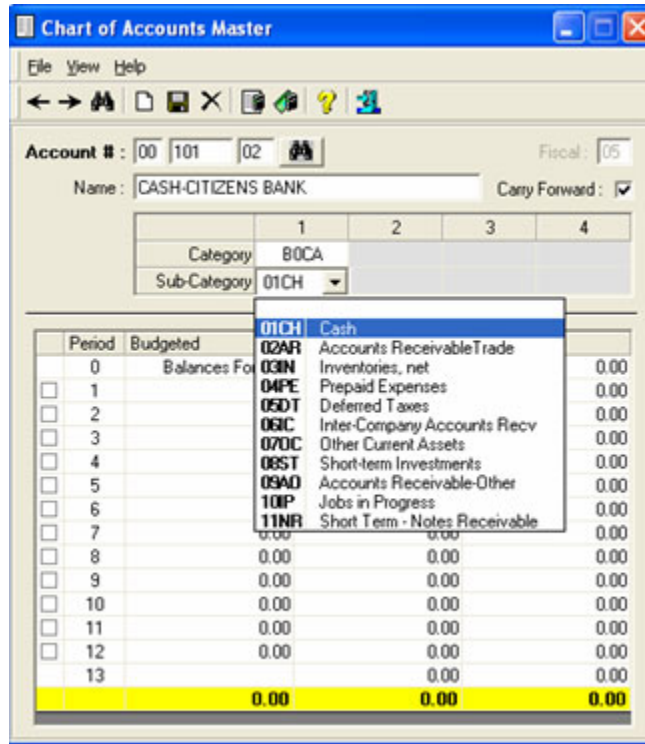 Chart of Accounts Master
File View Help
Account # : 00 101 02 Fiscal : 05
Name : CASH-CITIZENS BANK Carry Forward :
1 2 3 4
Category B0CA
Sub-Category 01CH
01CH Cash
02AR Accounts ReceivableTrade
03IN Inventories, net
04PE Prepaid Expenses
05DT Deferred Taxes
06IC Inter-Company Accounts Recv
07OC Other Current Assets
08ST Short-term Investments
09AO Accounts Receivable-Other
10IP Jobs in Progress
11NR Short Term - Notes Receivable
Period Budgeted
0 Balances For 0.00
1 0.00
2 0.00
3 0.00
4 0.00
5 0.00
6 0.00
7 0.00 0.00 0.00
8 0.00 0.00 0.00
9 0.00 0.00 0.00
10 0.00 0.00 0.00
11 0.00 0.00 0.00
12 0.00 0.00 0.00
13 0.00 0.00
0.00 0.00 0.00